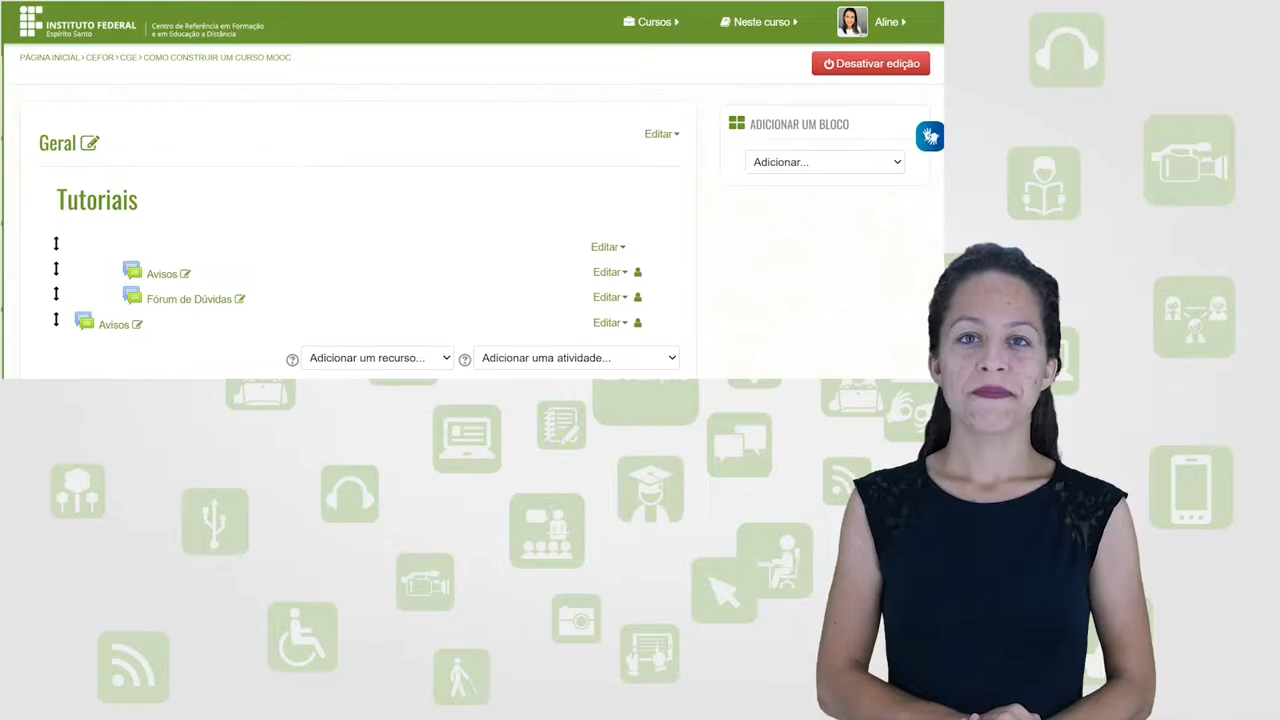 INSTITUTO FEDERAL
Espírito Santo
Centro de Referência em Formação
e em Educação a Distância
Cursos
Neste curso
Aline
PÁGINA INICIAL › CEFOR › CGE › COMO CONSTRUIR UM CURSO MOOC
Desativar edição
Geral
Editar
ADICIONAR UM BLOCO
Adicionar...
Tutoriais
Editar
Avisos
Editar
Fórum de Dúvidas
Editar
Avisos
Editar
Adicionar um recurso...
Adicionar uma atividade...